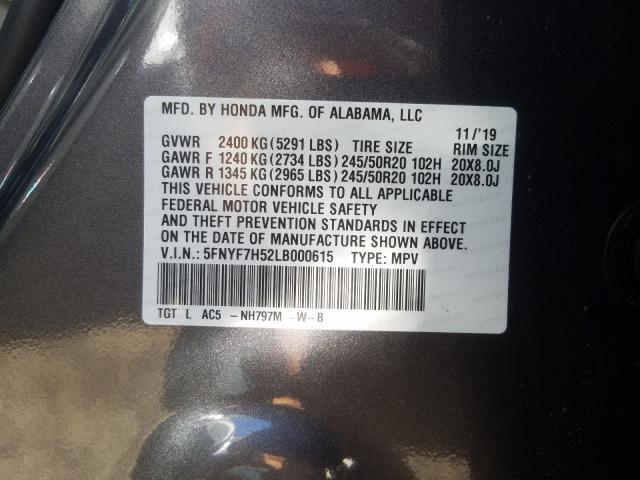 MFD. BY HONDA MFG. OF ALABAMA, LLC
11/'19
GVWR 2400 KG (5291 LBS) TIRE SIZE RIM SIZE
GAWR F 1240 KG (2734 LBS) 245/50R20 102H 20X8.0J
GAWR R 1345 KG (2965 LBS) 245/50R20 102H 20X8.0J
THIS VEHICLE CONFORMS TO ALL APPLICABLE
FEDERAL MOTOR VEHICLE SAFETY
AND THEFT PREVENTION STANDARDS IN EFFECT
ON THE DATE OF MANUFACTURE SHOWN ABOVE.
V.I.N.: 5FNYF7H52LB000615 TYPE: MPV
TGT L AC5 -NH797M -W-B